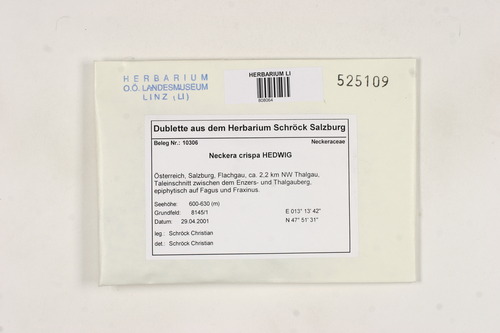 HERBARIUM
O.Ö. LANDESMUSEUM
LINZ (LI)
HERBARIUM LI
808064
525109
Dublette aus dem Herbarium Schröck Salzburg
Beleg Nr.: 10306 Neckeraceae
Neckera crispa HEDWIG
Österreich, Salzburg, Flachgau, ca. 2,2 km NW Thalgau,
Taleinschnitt zwischen dem Enzers- und Thalgauberg,
epiphytisch auf Fagus und Fraxinus.
Seehöhe: 600-630 (m)
Grundfeld: 8145/1 E 013° 13' 42"
Datum: 29.04.2001 N 47° 51' 31"
leg.: Schröck Christian
det.: Schröck Christian